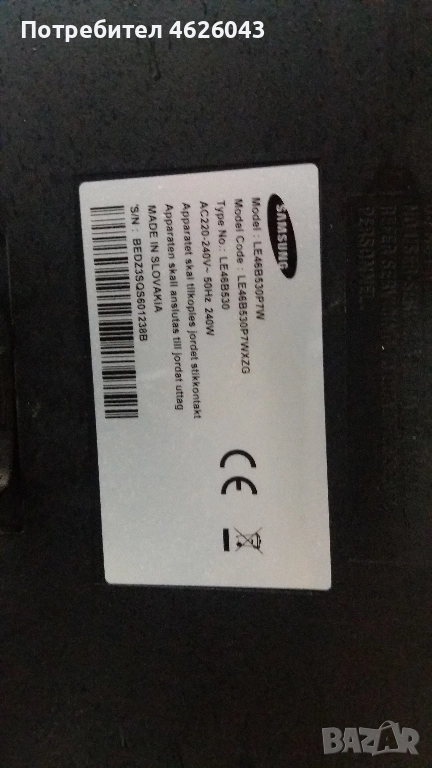 Потребител 4626043
SAMSUNG
Model : LE46B530P7W
Model Code : LE46B530P7WXZG
Type No.: LE46B530
AC220-240V~ 50Hz 240W
Apparatet skal tilkoples jordet stikkontakt
Apparaten skall anslutas till jordat uttag
MADE IN SLOVAKIA
'S/N : BEDZ3SQS601238B
CE
BAZAR